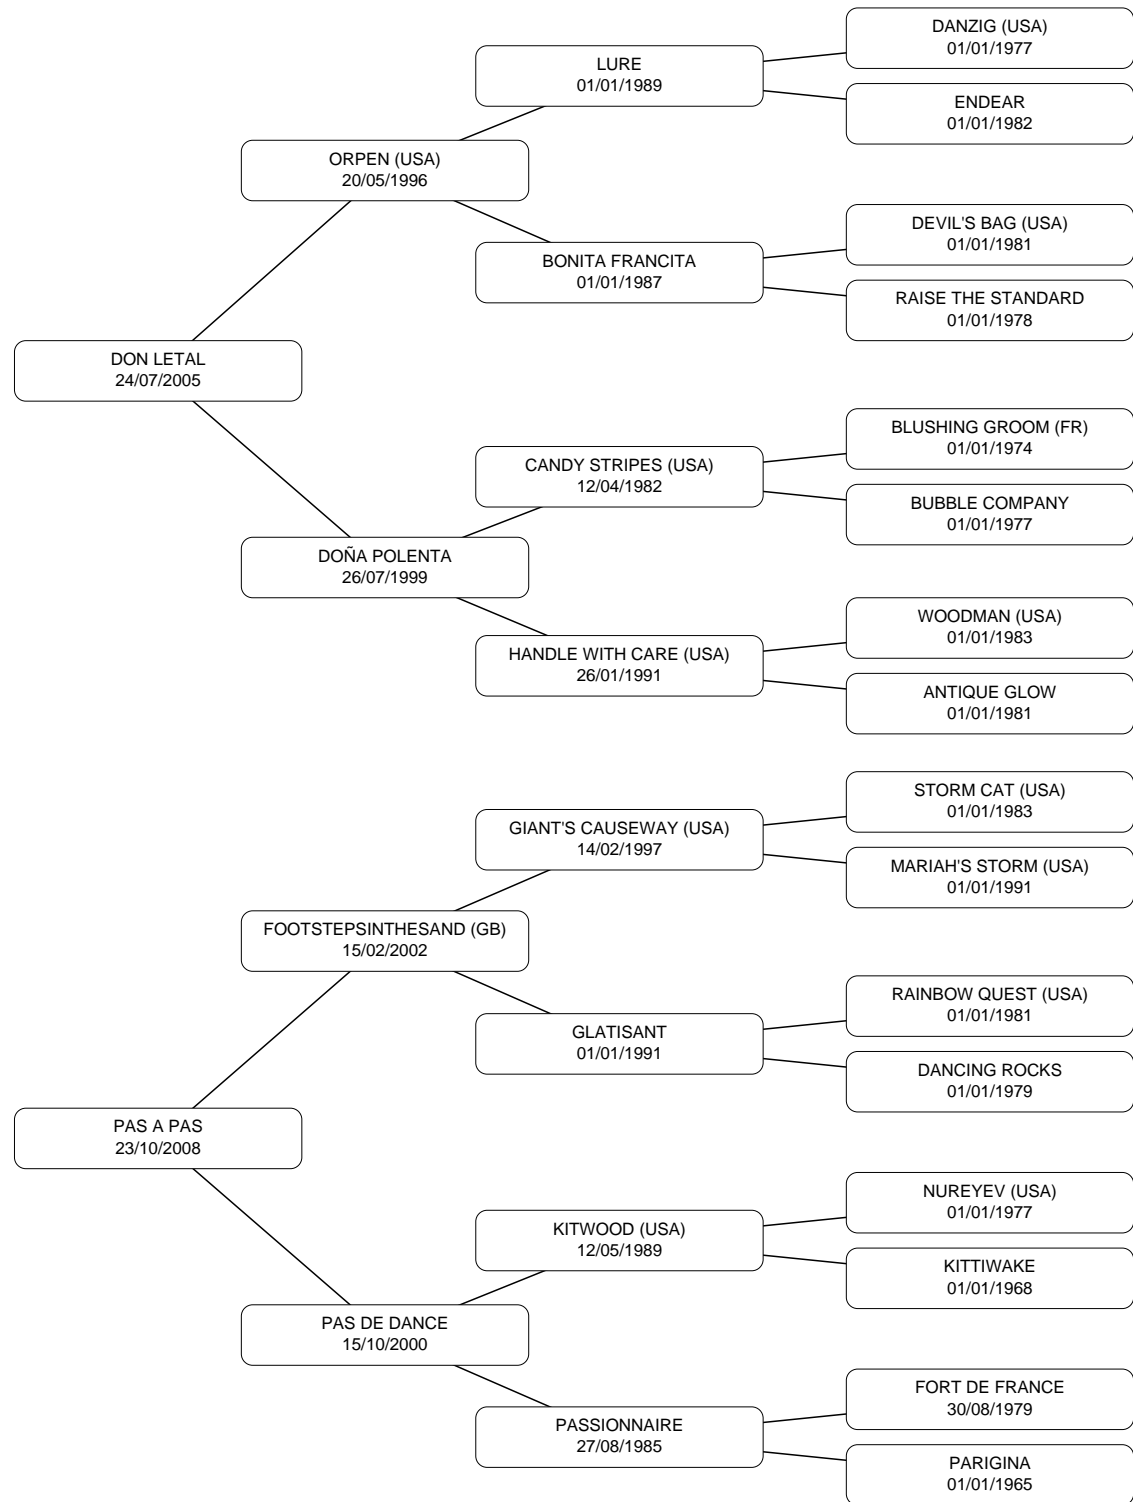 DANZIG (USA)
01/01/1977
LURE
01/01/1989
ENDEAR
01/01/1982
ORPEN (USA)
20/05/1996
DEVIL'S BAG (USA)
01/01/1981
BONITA FRANCITA
01/01/1987
RAISE THE STANDARD
01/01/1978
DON LETAL
24/07/2005
BLUSHING GROOM (FR)
01/01/1974
CANDY STRIPES (USA)
12/04/1982
BUBBLE COMPANY
01/01/1977
DOÑA POLENTA
26/07/1999
WOODMAN (USA)
01/01/1983
HANDLE WITH CARE (USA)
26/01/1991
ANTIQUE GLOW
01/01/1981
STORM CAT (USA)
01/01/1983
GIANT'S CAUSEWAY (USA)
14/02/1997
MARIAH'S STORM (USA)
01/01/1991
FOOTSTEPSINTHESAND (GB)
15/02/2002
RAINBOW QUEST (USA)
01/01/1981
GLATISANT
01/01/1991
DANCING ROCKS
01/01/1979
PAS A PAS
23/10/2008
NUREYEV (USA)
01/01/1977
KITWOOD (USA)
12/05/1989
KITTIWAKE
01/01/1968
PAS DE DANCE
15/10/2000
FORT DE FRANCE
30/08/1979
PASSIONNAIRE
27/08/1985
PARIGINA
01/01/1965